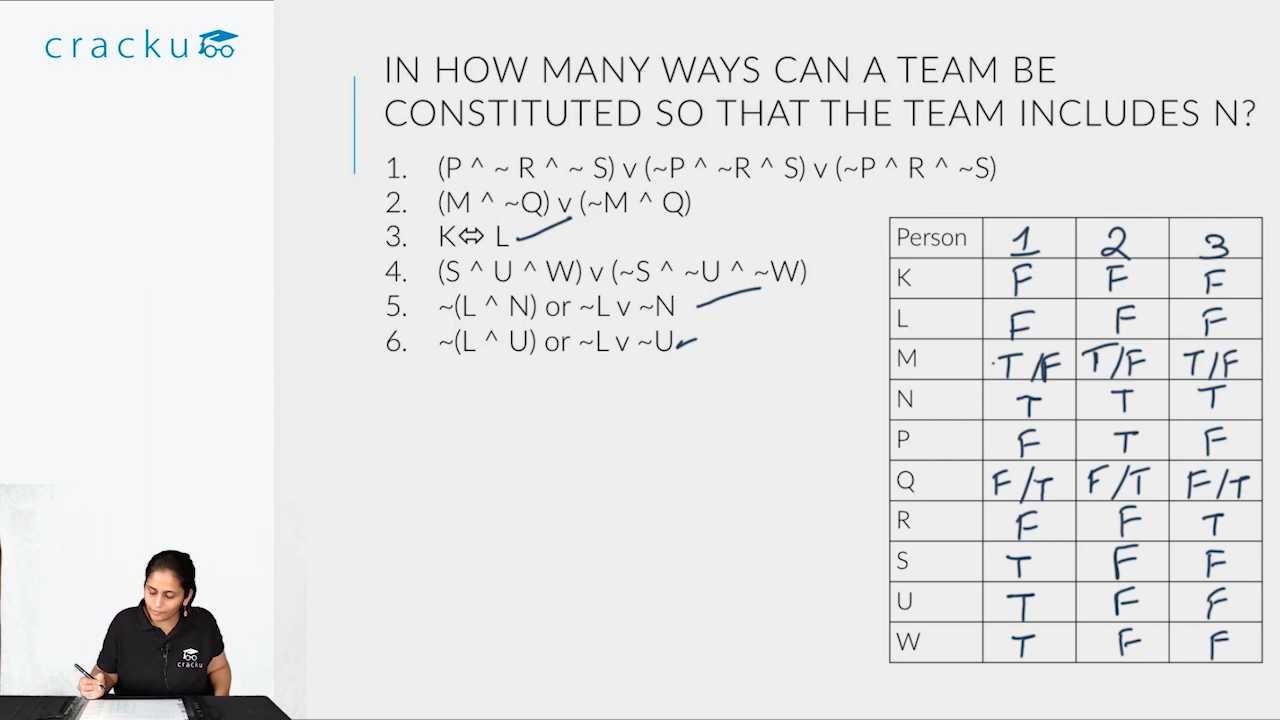 cracku
IN HOW MANY WAYS CAN A TEAM BE
CONSTITUTED SO THAT THE TEAM INCLUDES N?
1. (P ^ ~ R ^ ~ S) v (~P ^ ~R ^ S) v (~P ^ R ^ ~S)
2. (M ^ ~Q) v (~M ^ Q)
3. K⇔ L
4. (S ^ U ^ W) v (~S ^ ~U ^ ~W)
5. ~(L ^ N) or ~L v ~N
6. ~(L ^ U) or ~L v ~U
Person 1 2 3
K F F F
L F F F
M T/F T/F T/F
N T T T
P F T F
Q F/T F/T F/T
R F F T
S T F F
U T F F
W T F F
cracku